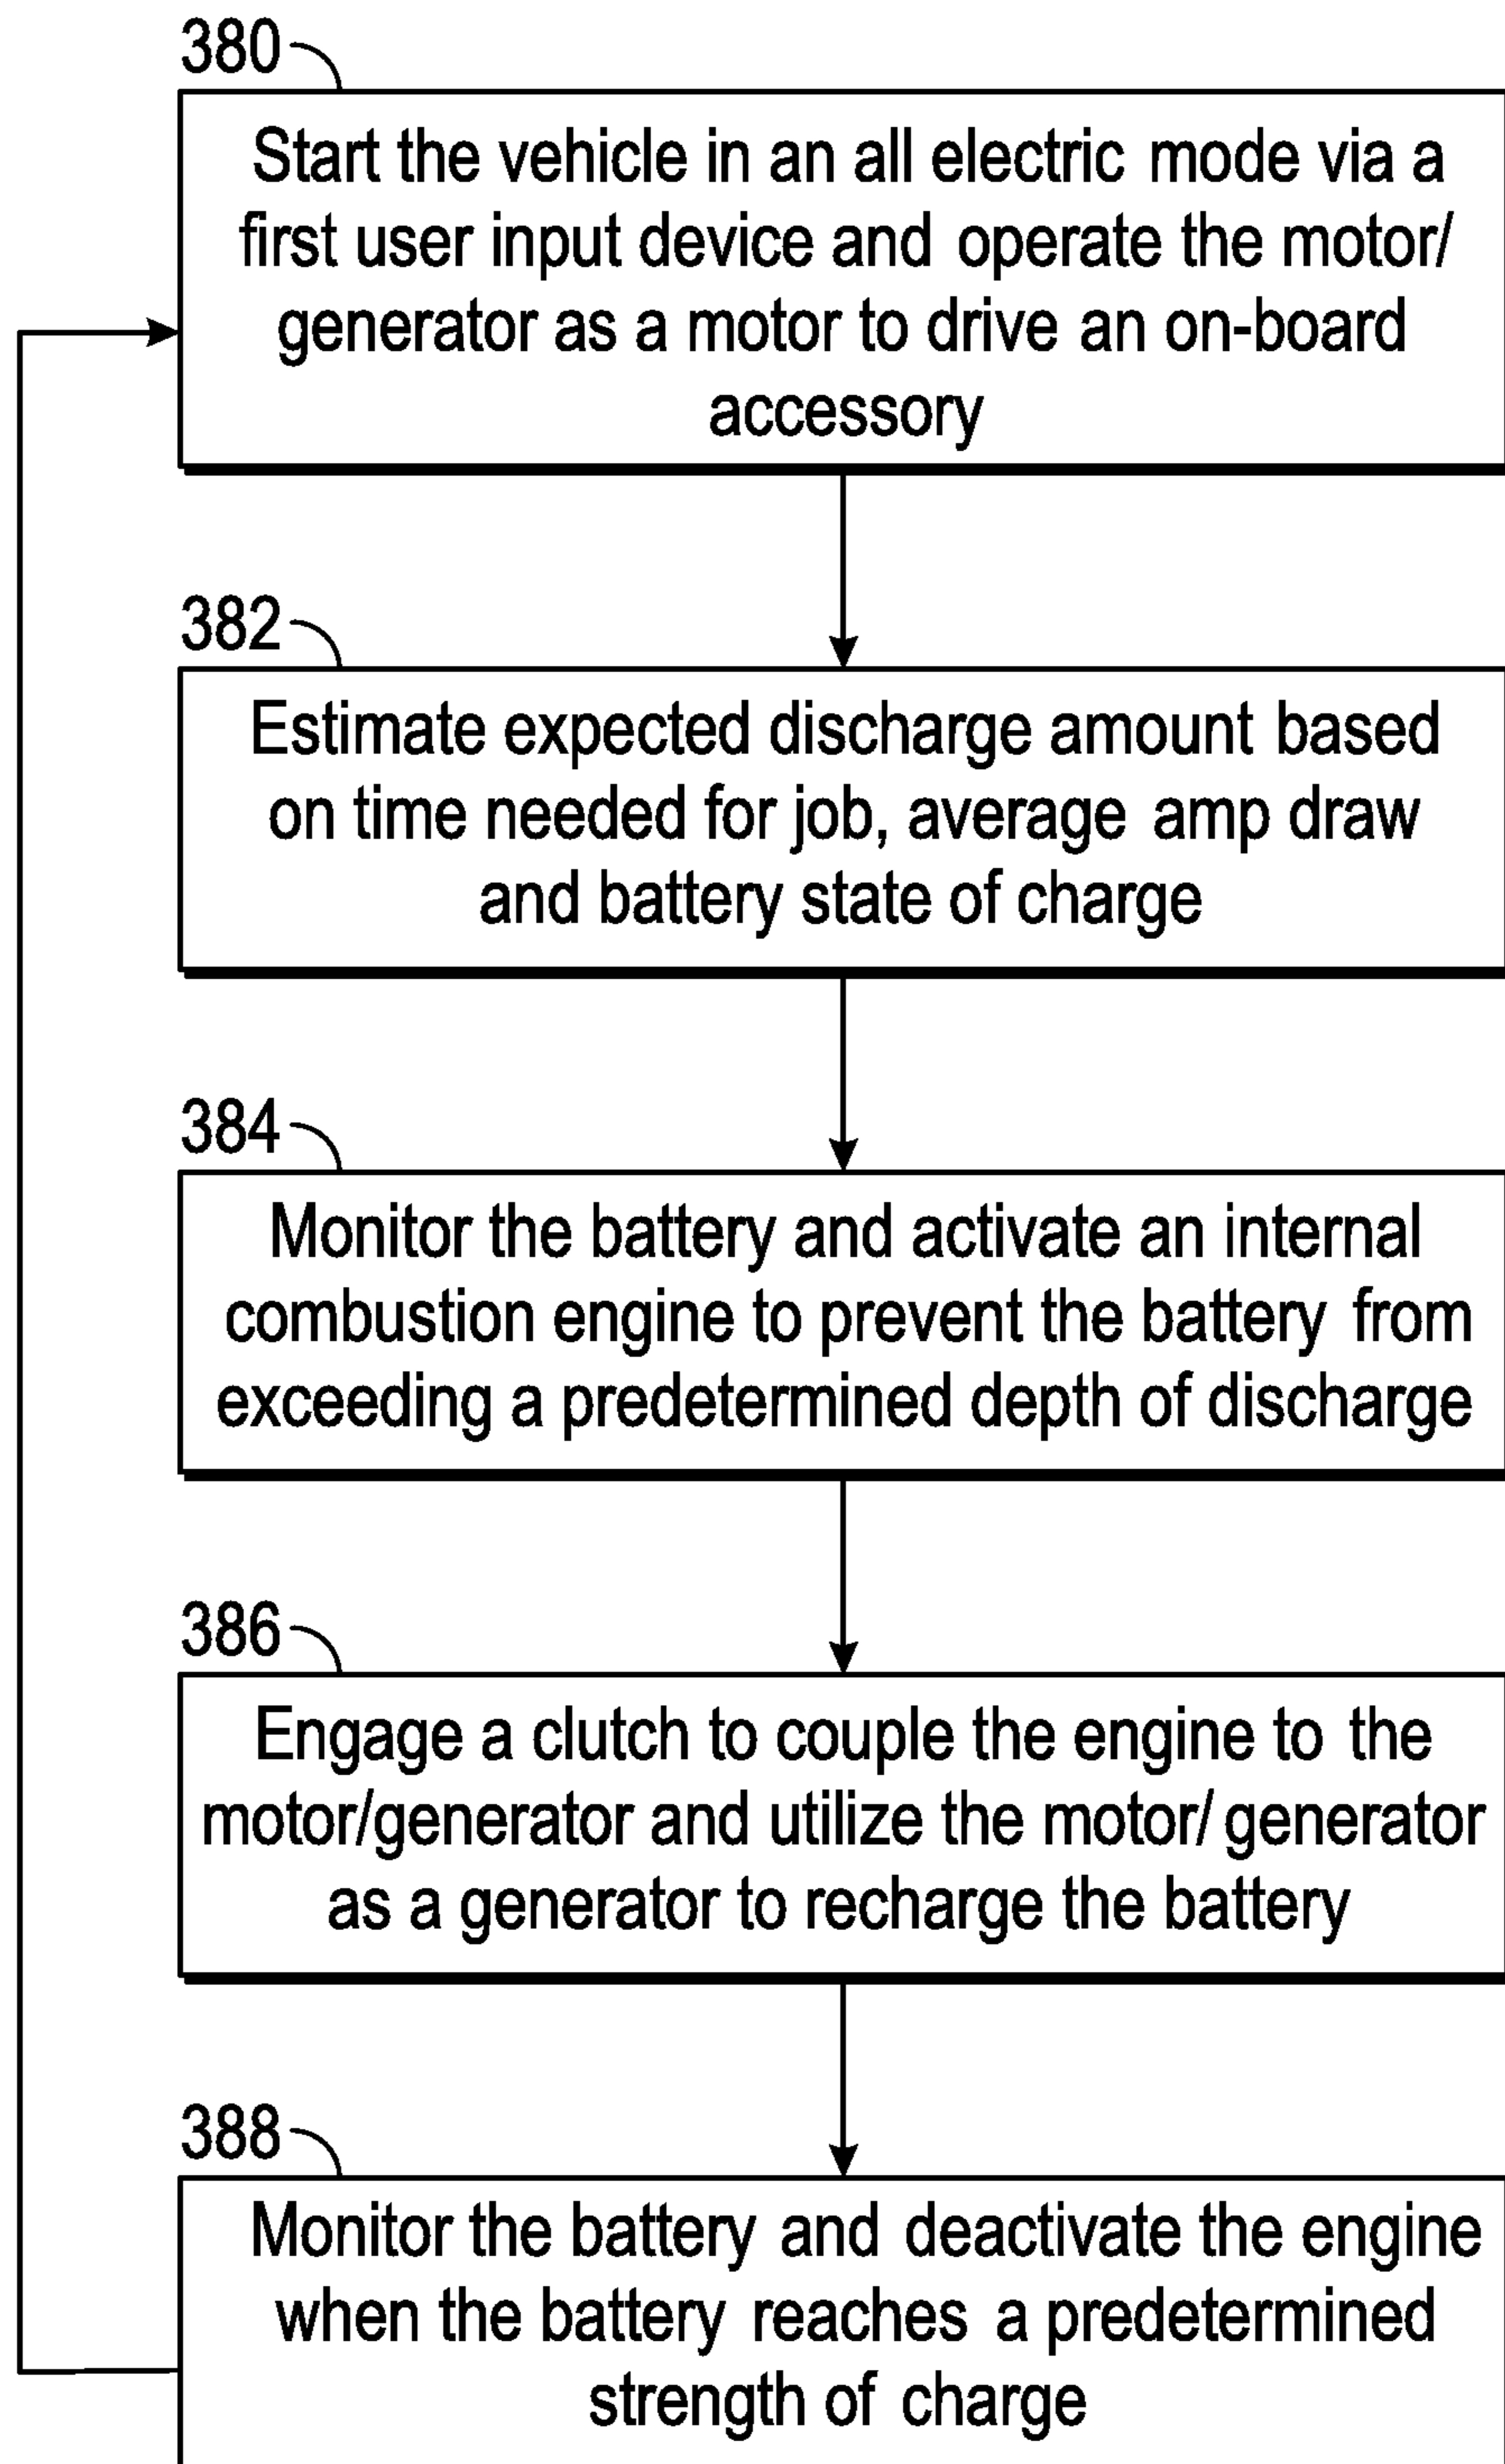 380
Start the vehicle in an all electric mode via a
first user input device and operate the motor/
generator as a motor to drive an on-board
accessory
382
Estimate expected discharge amount based
on time needed for job, average amp draw
and battery state of charge
384
Monitor the battery and activate an internal
combustion engine to prevent the battery from
exceeding a predetermined depth of discharge
386
Engage a clutch to couple the engine to the
motor/generator and utilize the motor/generator
as a generator to recharge the battery
388
Monitor the battery and deactivate the engine
when the battery reaches a predetermined
strength of charge